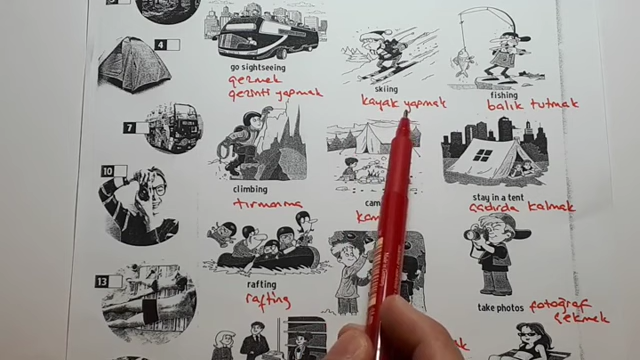 4
go sightseeing
gezmek
gezinti yapmak
skiing
kayak yapmak
fishing
balık tutmak
7
10
climbing
tırmanma
stay in a tent
çadırda kalmak
rafting
rafting
take photos
fotoğraf
çekmek
13